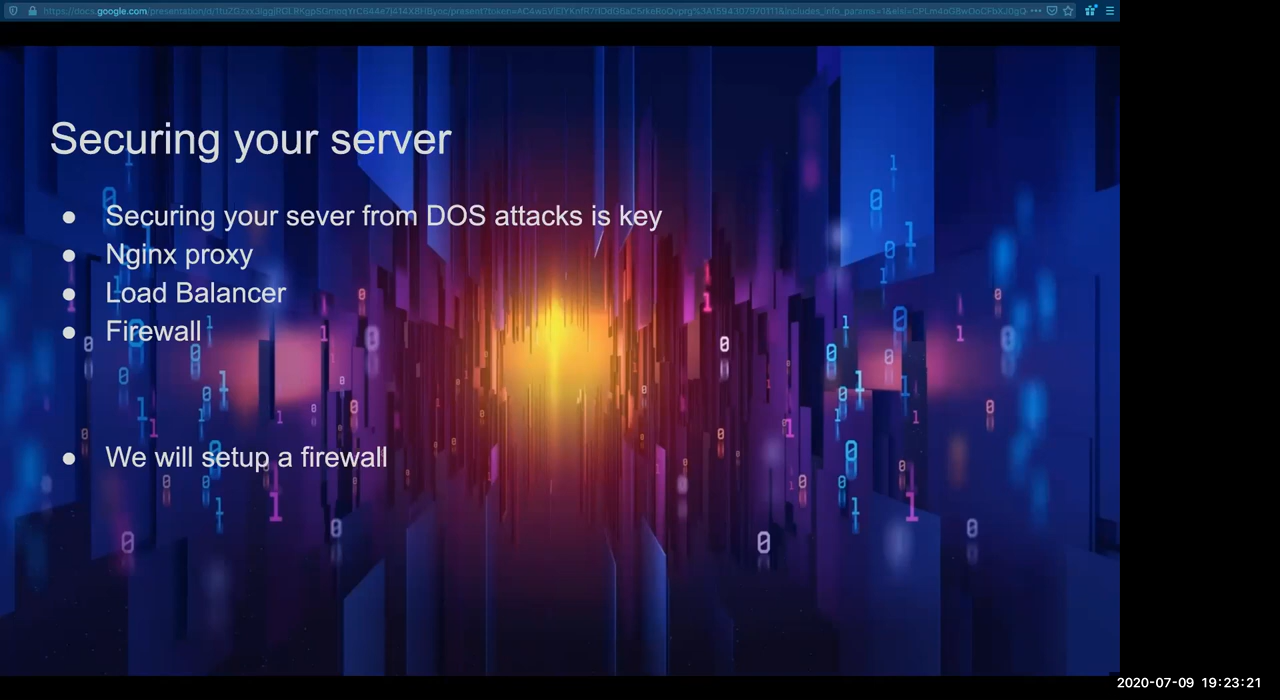 Securing your server
● Securing your sever from DOS attacks is key
● Nginx proxy
● Load Balancer
● Firewall
● We will setup a firewall
2020-07-09 19:23:21